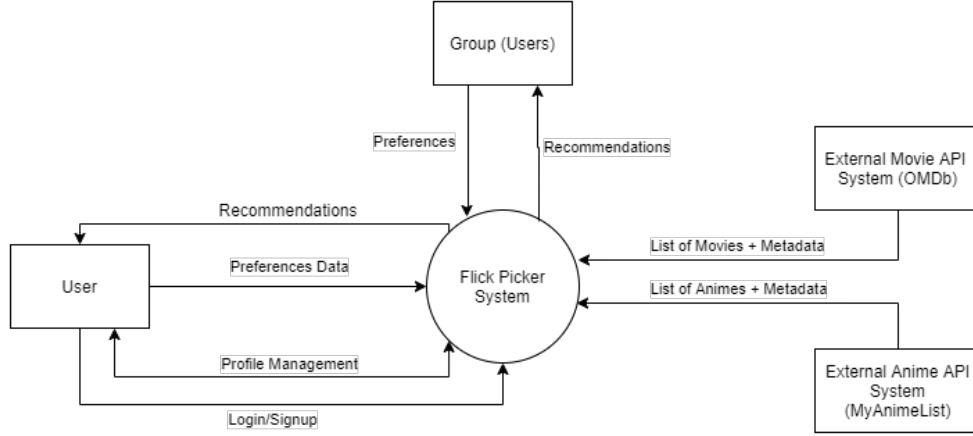 Group (Users)
Preferences
Recommendations
External Movie API
System (OMDb)
Recommendations
List of Movies + Metadata
User
Preferences Data
Flick Picker
System
List of Animes + Metadata
Profile Management
External Anime API
System
(MyAnimeList)
Login/Signup